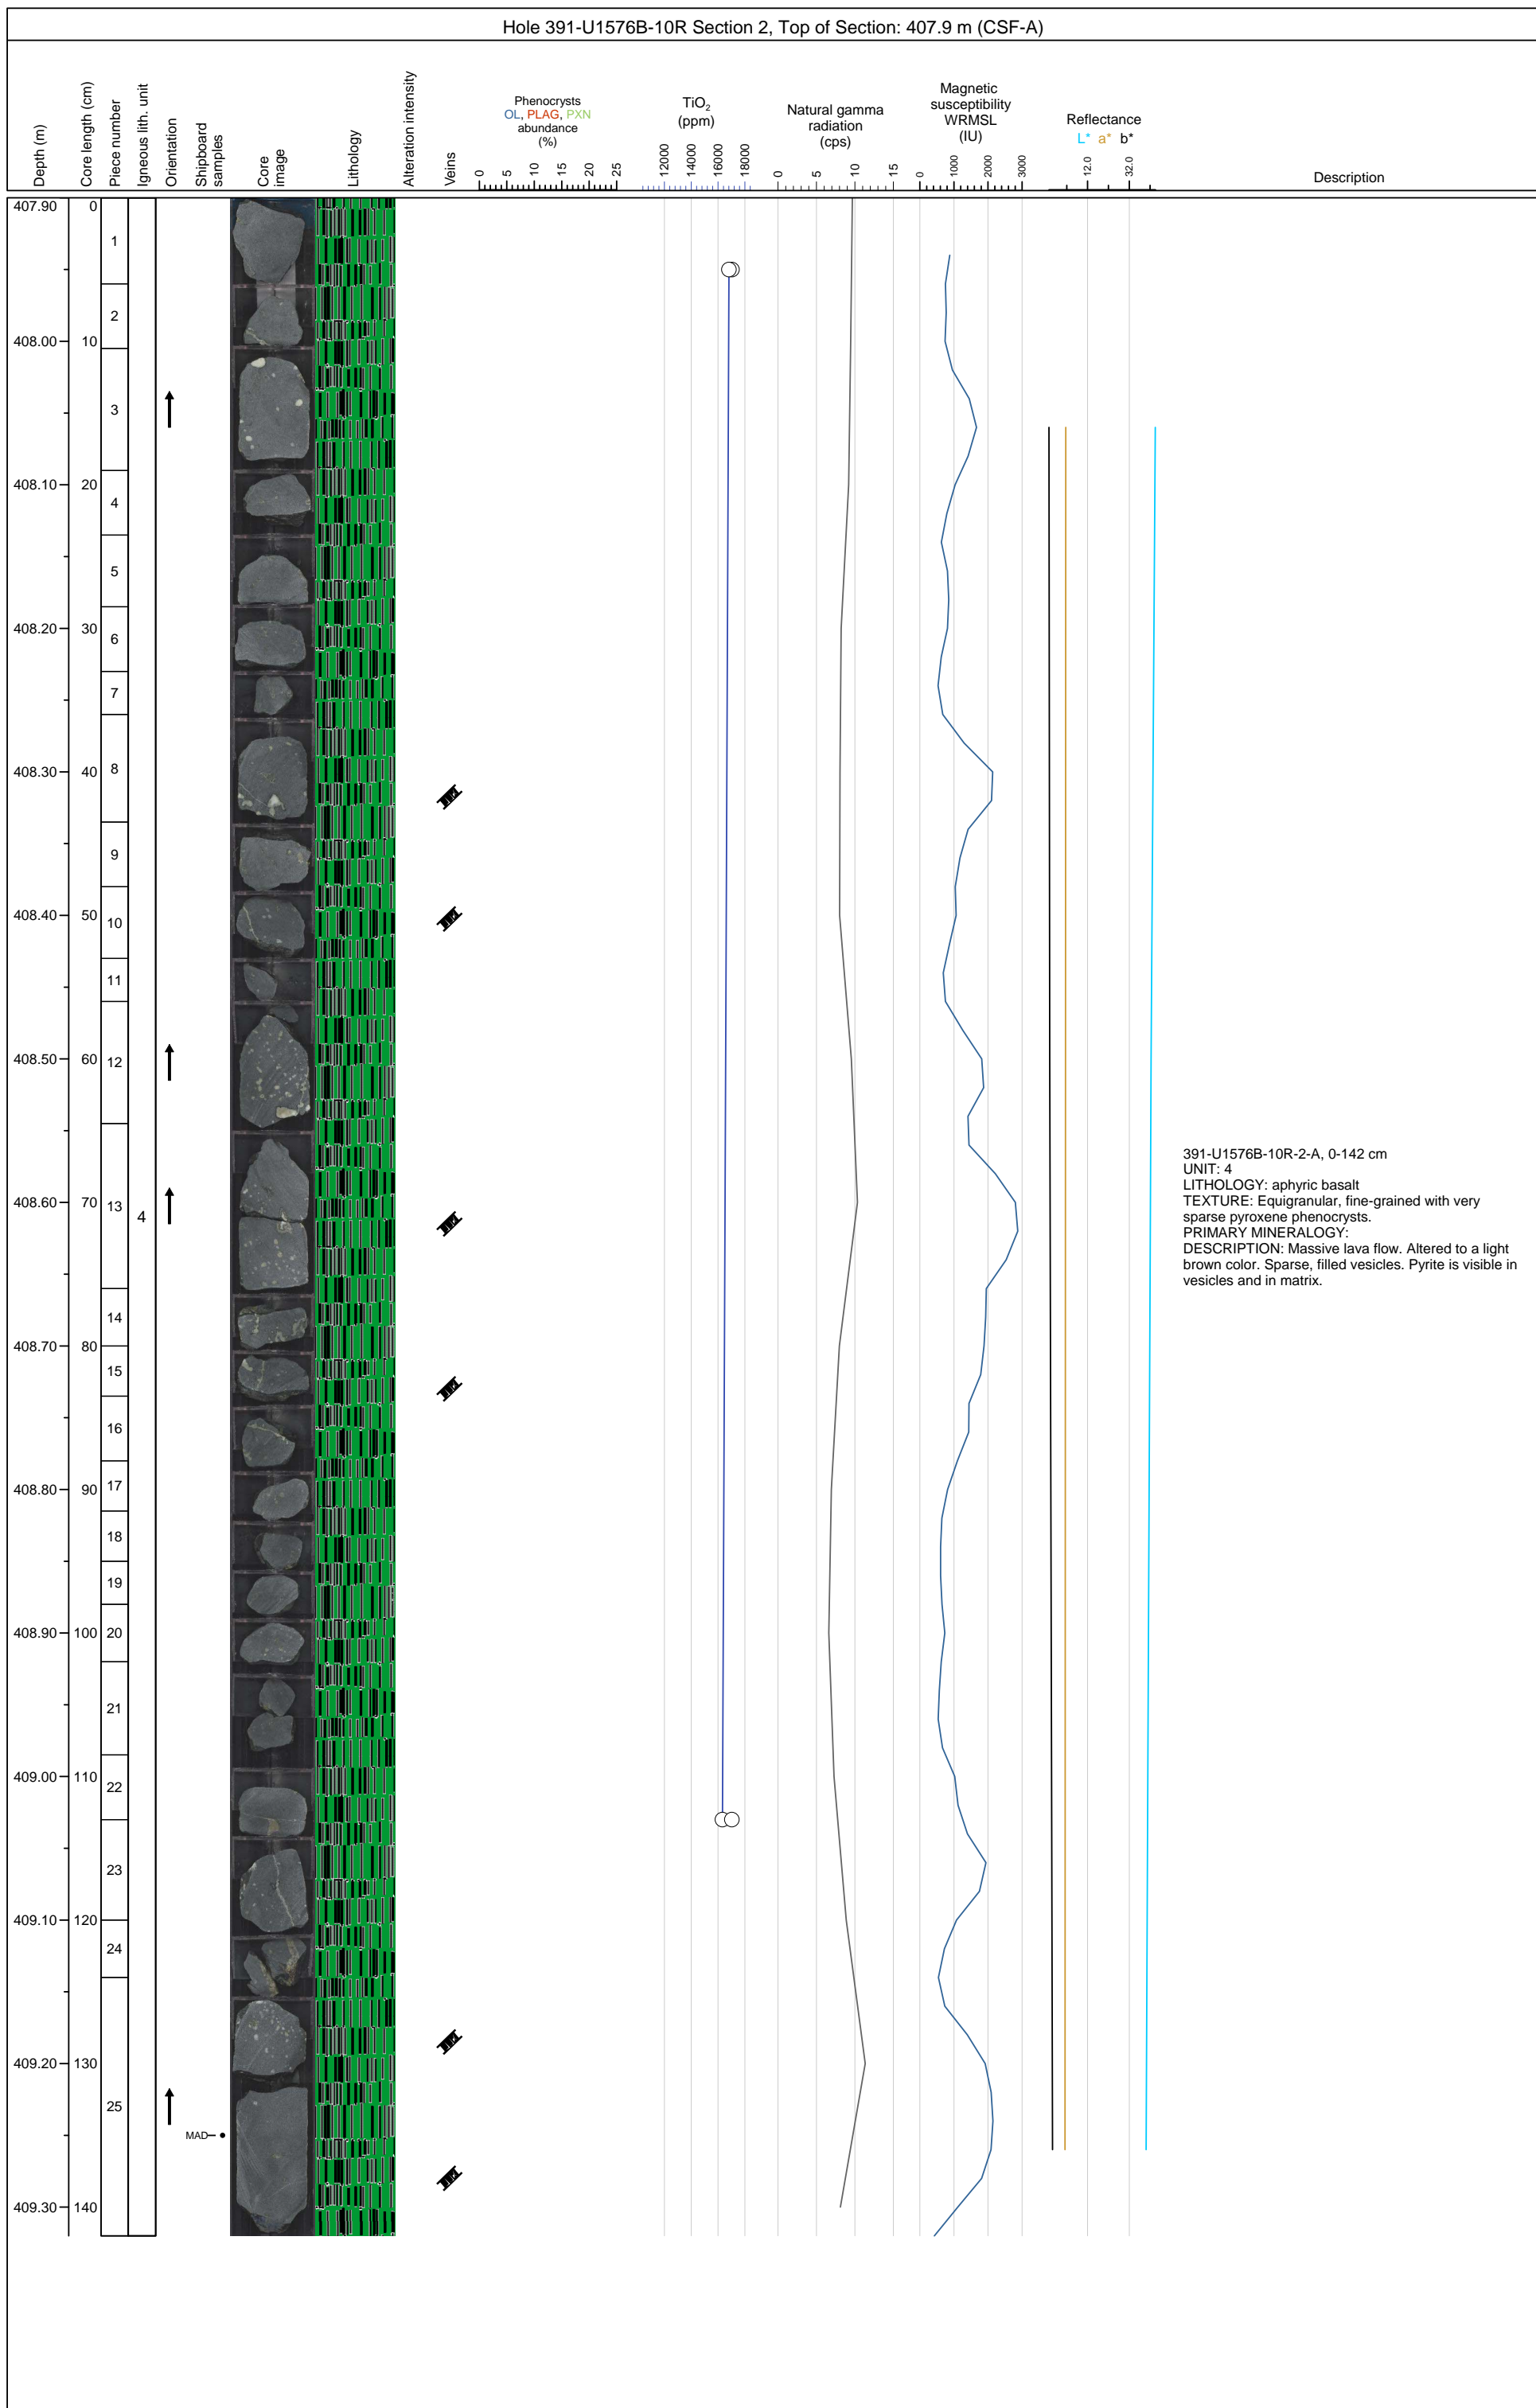 Hole 391-U1576B-10R Section 2, Top of Section: 407.9 m (CSF-A)
Depth (m)
Core length (cm)
Piece number
Igneous lith. unit
Orientation
Shipboard
samples
Core
image
Lithology
Alteration intensity
Veins
Phenocrysts
OL, PLAG, PXN
abundance
(%)
0 5 10 15 20 25
TiO2
(ppm)
12000 14000 16000 18000
Natural gamma
radiation
(cps)
0 5 10 15
Magnetic
susceptibility
WRMSL
(IU)
0 1000 2000 3000
Reflectance
L* a* b*
12.0 32.0
Description
407.90 0
1
2
408.00 10
3
408.10 20
4
5
408.20 30
6
7
408.30 40
8
9
408.40 50
10
11
408.50 60
12
408.60 70
13
4
14
408.70 80
15
16
408.80 90
17
18
19
408.90 100
20
21
409.00 110
22
23
409.10 120
24
409.20 130
25
MAD
409.30 140
391-U1576B-10R-2-A, 0-142 cm
UNIT: 4
LITHOLOGY: aphyric basalt
TEXTURE: Equigranular, fine-grained with very
sparse pyroxene phenocrysts.
PRIMARY MINERALOGY:
DESCRIPTION: Massive lava flow. Altered to a light
brown color. Sparse, filled vesicles. Pyrite is visible in
vesicles and in matrix.